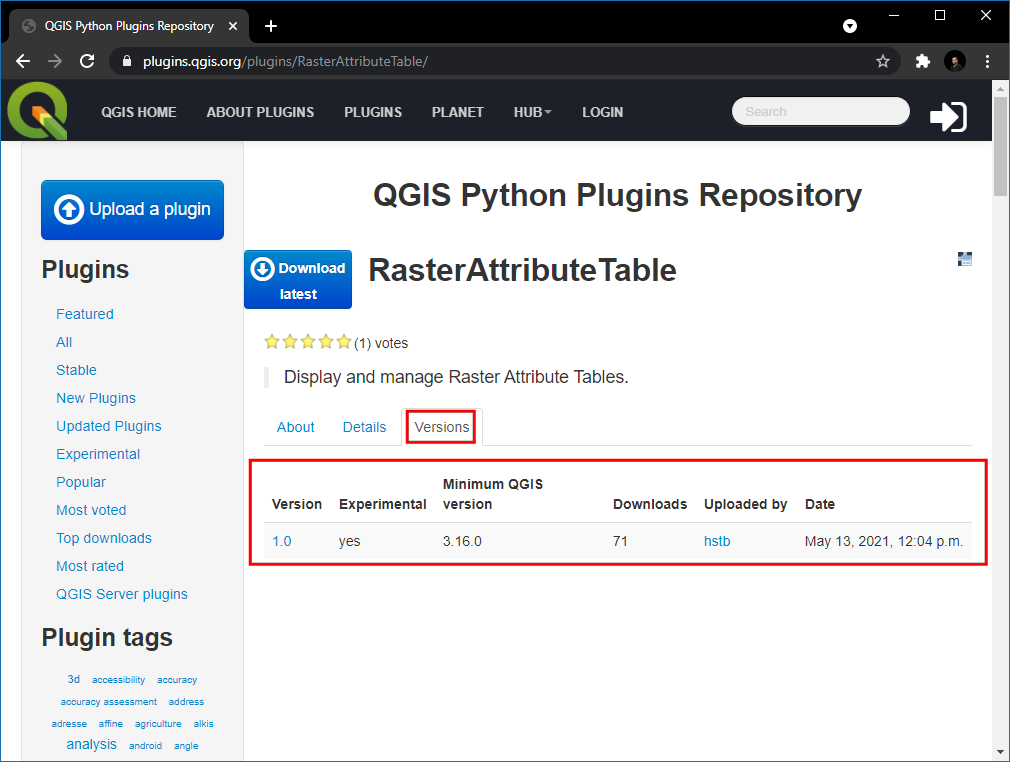 QGIS Python Plugins Repository
plugins.qgis.org/plugins/RasterAttributeTable/
QGIS HOME ABOUT PLUGINS PLUGINS PLANET HUB LOGIN Search
Upload a plugin
Plugins
Featured
All
Stable
New Plugins
Updated Plugins
Experimental
Popular
Most voted
Top downloads
Most rated
QGIS Server plugins
Plugin tags
3d accessibility accuracy
accuracy assessment address
adresse affine agriculture alkis
analysis android angle
QGIS Python Plugins Repository
Download
latest
RasterAttributeTable
(1) votes
Display and manage Raster Attribute Tables.
About Details Versions
Version Experimental Minimum QGIS version Downloads Uploaded by Date
1.0 yes 3.16.0 71 hstb May 13, 2021, 12:04 p.m.